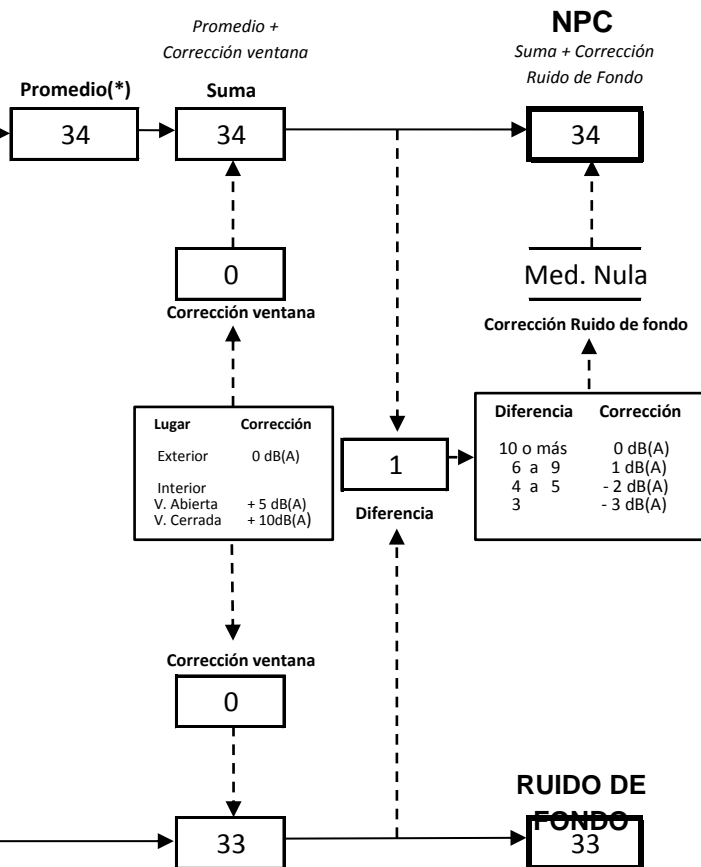 Promedio +
Corrección ventana
NPC
Suma + Corrección
Ruido de Fondo
Promedio(*)
Suma
34
34
34
0
Corrección ventana
Med. Nula
Corrección Ruido de fondo
Lugar Corrección
Exterior 0 dB(A)
Interior
V. Abierta + 5 dB(A)
V. Cerrada + 10dB(A)
1
Diferencia
Diferencia Corrección
10 o más 0 dB(A)
6 a 9 1 dB(A)
4 a 5 - 2 dB(A)
3 - 3 dB(A)
Corrección ventana
0
33
RUIDO DE
FONDO
33